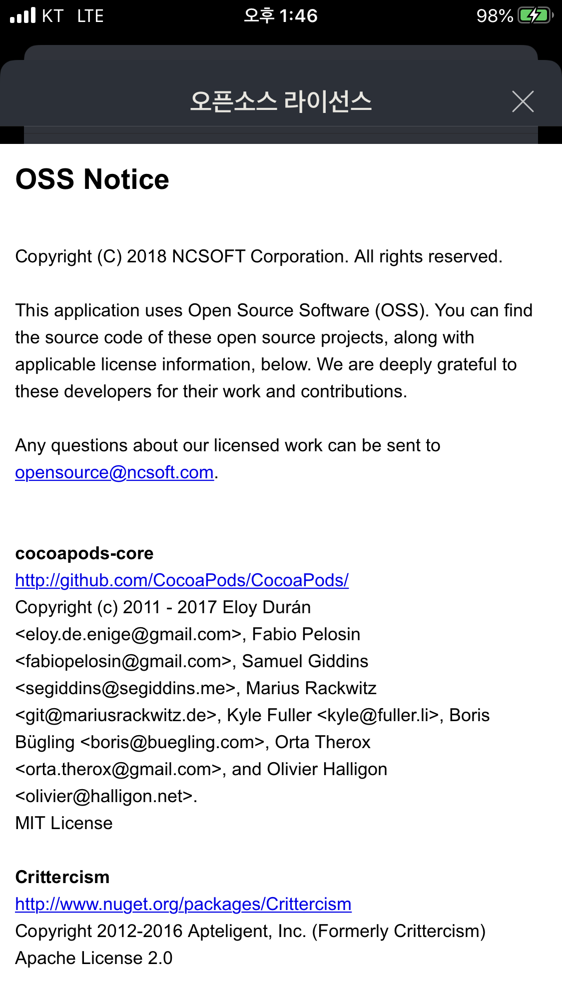 KT LTE 오후 1:46 98%
오픈소스 라이선스
OSS Notice
Copyright (C) 2018 NCSOFT Corporation. All rights reserved.
This application uses Open Source Software (OSS). You can find
the source code of these open source projects, along with
applicable license information, below. We are deeply grateful to
these developers for their work and contributions.
Any questions about our licensed work can be sent to
opensource@ncsoft.com.
cocoapods-core
http://github.com/CocoaPods/CocoaPods/
Copyright (c) 2011 - 2017 Eloy Durán
<eloy.de.enige@gmail.com>, Fabio Pelosin
<fabiopelosin@gmail.com>, Samuel Giddins
<segiddins@segiddins.me>, Marius Rackwitz
<git@mariusrackwitz.de>, Kyle Fuller <kyle@fuller.li>, Boris
Bügling <boris@buegling.com>, Orta Therox
<orta.therox@gmail.com>, and Olivier Halligon
<olivier@halligon.net>.
MIT License
Crittercism
http://www.nuget.org/packages/Crittercism
Copyright 2012-2016 Apteligent, Inc. (Formerly Crittercism)
Apache License 2.0